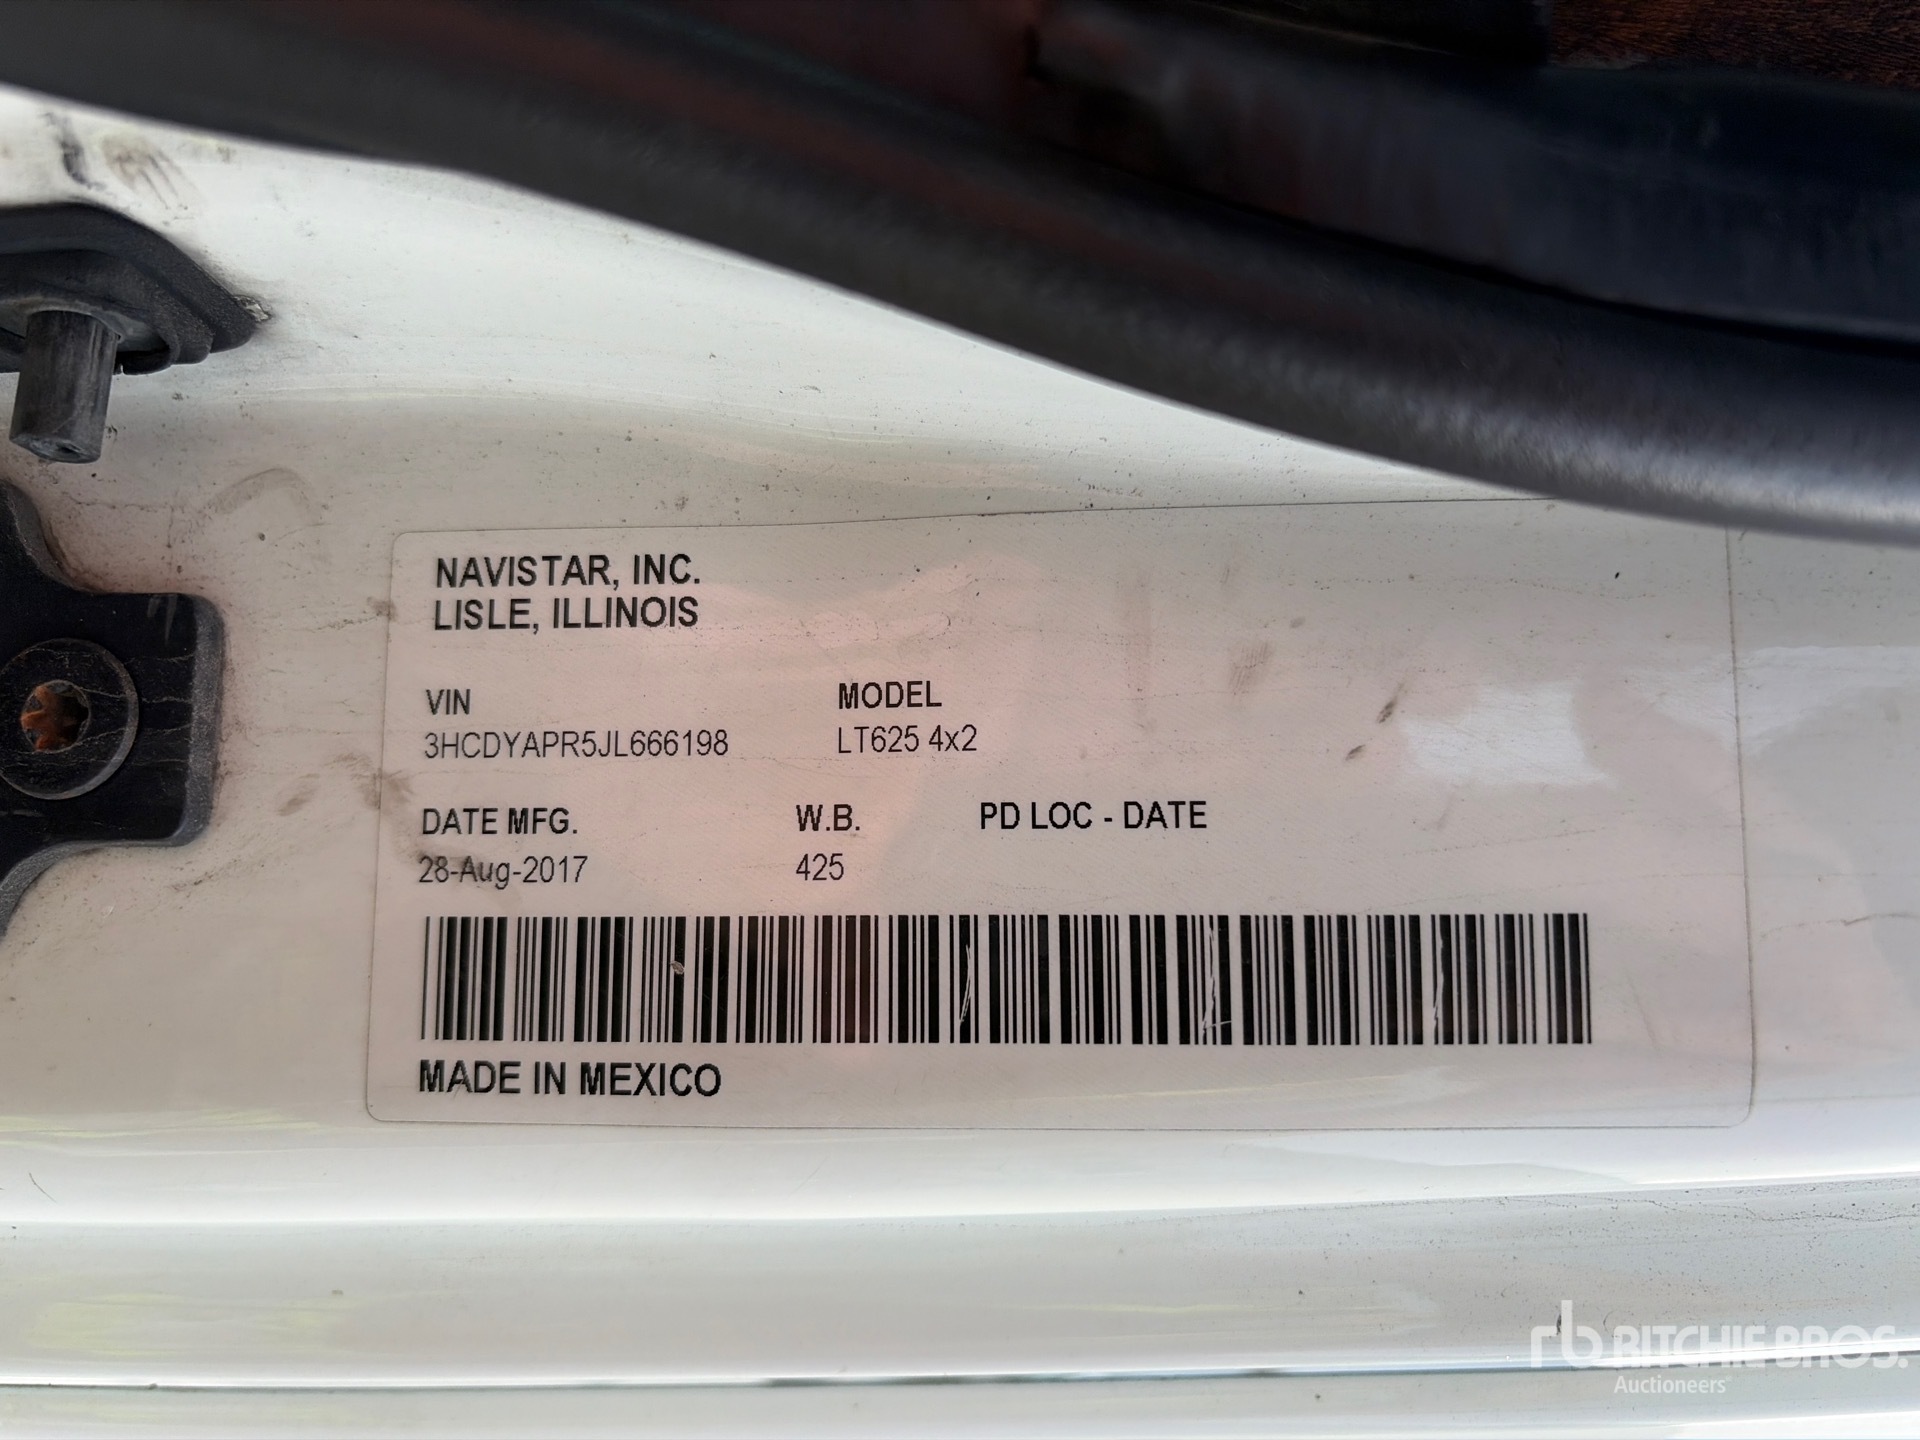 NAVISTAR, INC.
LISLE, ILLINOIS
VIN MODEL
3HCDYAPR5JL666198 LT625 4x2
DATE MFG. W.B. PD LOC - DATE
28-Aug-2017 425
MADE IN MEXICO
rb RITCHIE BROS.
Auctioneers